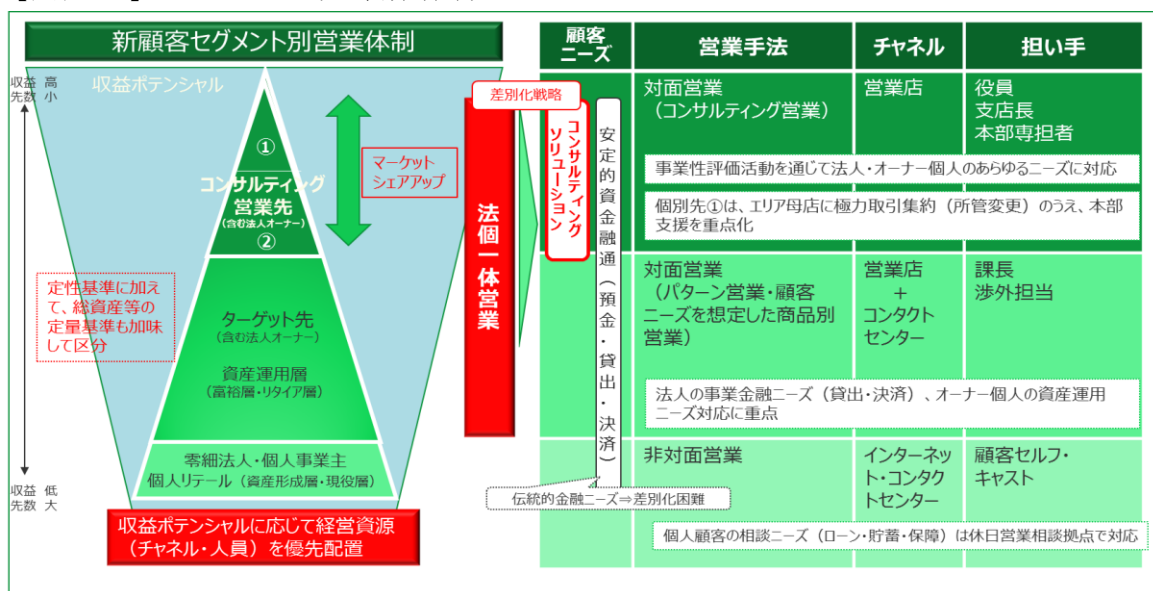 新顧客セグメント別営業体制
収益 高
先数 小
収益ポテンシャル
①
コンサルティング
営業先
(含む法人オーナー)
②
マーケット
シェアアップ
定性基準に加え
て、総資産等の
定量基準も加味
して区分
ターゲット先
(含む法人オーナー)
資産運用層
(富裕層・リタイア層)
零細法人・個人事業主
個人リテール(資産形成層・現役層)
収益 低
先数 大
収益ポテンシャルに応じて経営資源
(チャネル・人員)を優先配置
差別化戦略
法個一体営業
コンサルティング
ソリューション
安定的資金融通(預金・貸出・決済)
伝統的金融ニーズ⇒差別化困難
顧客
ニーズ
営業手法
チャネル
担い手
対面営業
(コンサルティング営業)
営業店
役員
支店長
本部専担者
事業性評価活動を通じて法人・オーナー個人のあらゆるニーズに対応
個別先①は、エリア母店に極力取引集約(所管変更)のうえ、本部
支援を重点化
対面営業
(パターン営業・顧客
ニーズを想定した商品別
営業)
営業店
+
コンタクト
センター
課長
渉外担当
法人の事業金融ニーズ(貸出・決済)、オーナー個人の資産運用
ニーズ対応に重点
非対面営業
インターネッ
ト・コンタク
トセンター
顧客セルフ・
キャスト
個人顧客の相談ニーズ(ローン・貯蓄・保障)は休日営業相談拠点で対応